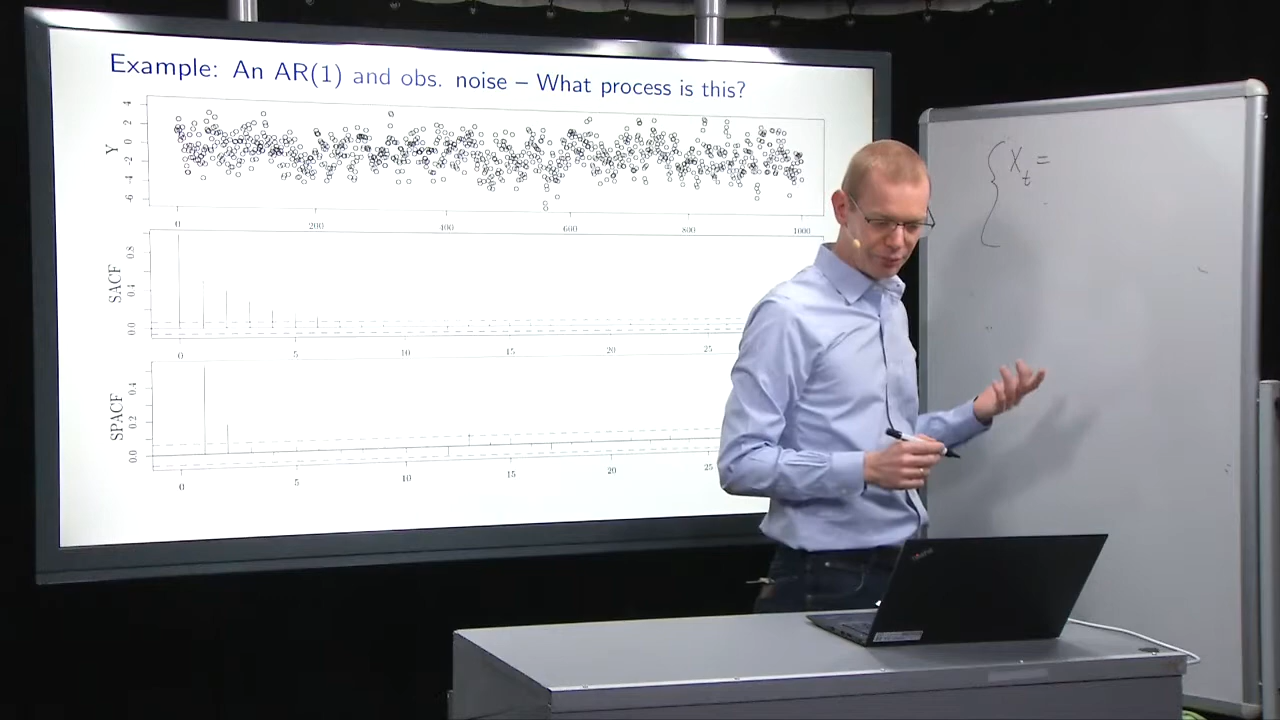 Example: An AR(1) and obs. noise – What process is this?
Y
4
2
0
-2
-4
-6
0 200 400 600 800 1000
SACF
0.8
0.4
0.0
0 5 10 15 20 25
SPACF
0.4
0.2
0.0
0 5 10 15 20 25
{ X_t =
ThinkPad